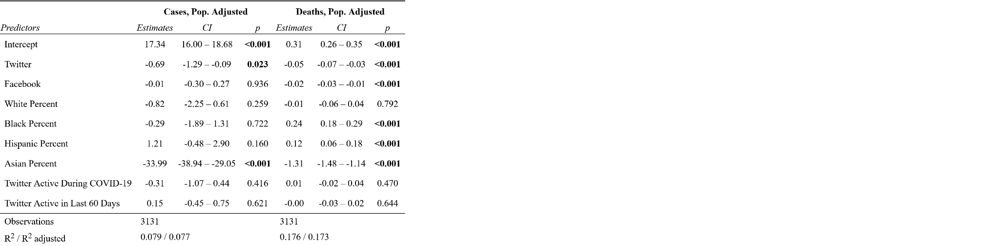 Cases, Pop. Adjusted Deaths, Pop. Adjusted
Predictors Estimates CI p Estimates CI p
Intercept 17.34 16.00 – 18.68 <0.001 0.31 0.26 – 0.35 <0.001
Twitter -0.69 -1.29 – -0.09 0.023 -0.05 -0.07 – -0.03 <0.001
Facebook -0.01 -0.30 – 0.27 0.936 -0.02 -0.03 – -0.01 <0.001
White Percent -0.82 -2.25 – 0.61 0.259 -0.01 -0.06 – 0.04 0.792
Black Percent -0.29 -1.89 – 1.31 0.722 0.24 0.18 – 0.29 <0.001
Hispanic Percent 1.21 -0.48 – 2.90 0.160 0.12 0.06 – 0.18 <0.001
Asian Percent -33.99 -38.94 – -29.05 <0.001 -1.31 -1.48 – -1.14 <0.001
Twitter Active During COVID-19 -0.31 -1.07 – 0.44 0.416 0.01 -0.02 – 0.04 0.470
Twitter Active in Last 60 Days 0.15 -0.45 – 0.75 0.621 -0.00 -0.03 – 0.02 0.644
Observations 3131 3131
R² / R² adjusted 0.079 / 0.077 0.176 / 0.173